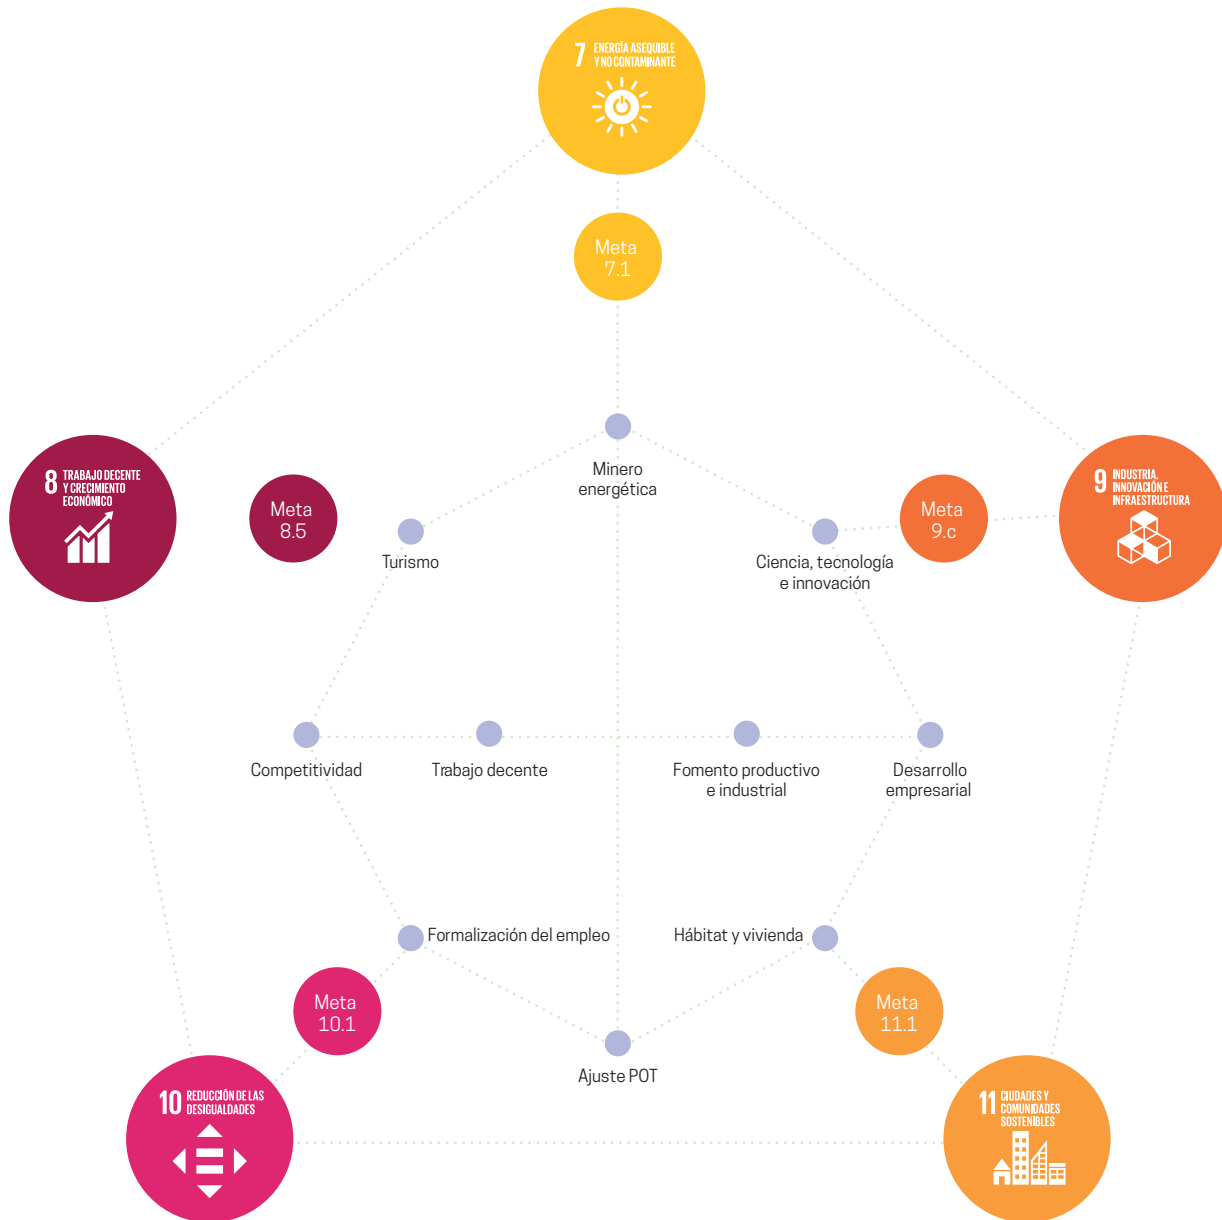 7 ENERGÍA ASEQUIBLE
Y NO CONTAMINANTE
Meta
7.1
Minero
energética
8 TRABAJO DECENTE
Y CRECIMIENTO
ECONÓMICO
Meta
8.5
Turismo
Ciencia, tecnología
e innovación
Meta
9.c
9 INDUSTRIA,
INNOVACIÓN E
INFRAESTRUCTURA
Competitividad
Trabajo decente
Fomento productivo
e industrial
Desarrollo
empresarial
Formalización del empleo
Hábitat y vivienda
Meta
10.1
Meta
11.1
Ajuste POT
10 REDUCCIÓN DE LAS
DESIGUALDADES
11 CIUDADES Y
COMUNIDADES
SOSTENIBLES